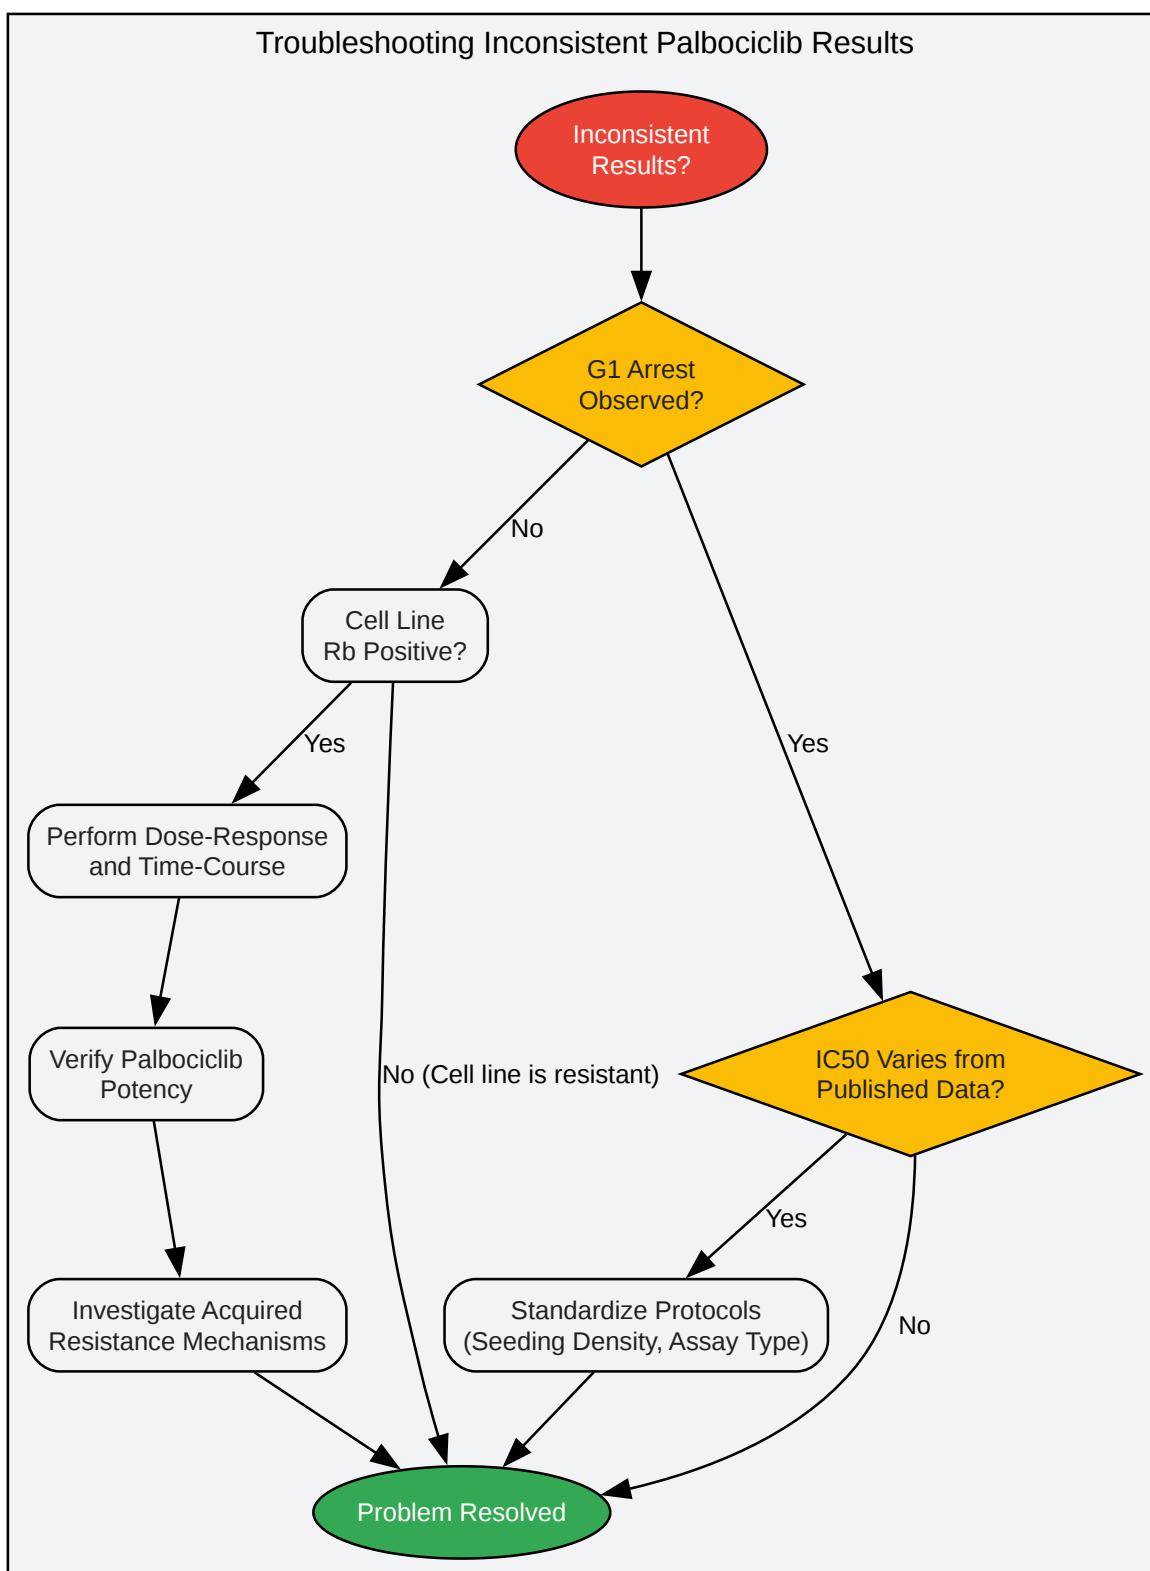 Troubleshooting Inconsistent Palbociclib Results
Inconsistent
Results?
G1 Arrest
Observed?
No
Cell Line
Rb Positive?
Yes
Yes
Perform Dose-Response
and Time-Course
Verify Palbociclib
Potency
No (Cell line is resistant)
IC50 Varies from
Published Data?
Yes
Investigate Acquired
Resistance Mechanisms
Standardize Protocols
(Seeding Density, Assay Type)
No
Problem Resolved